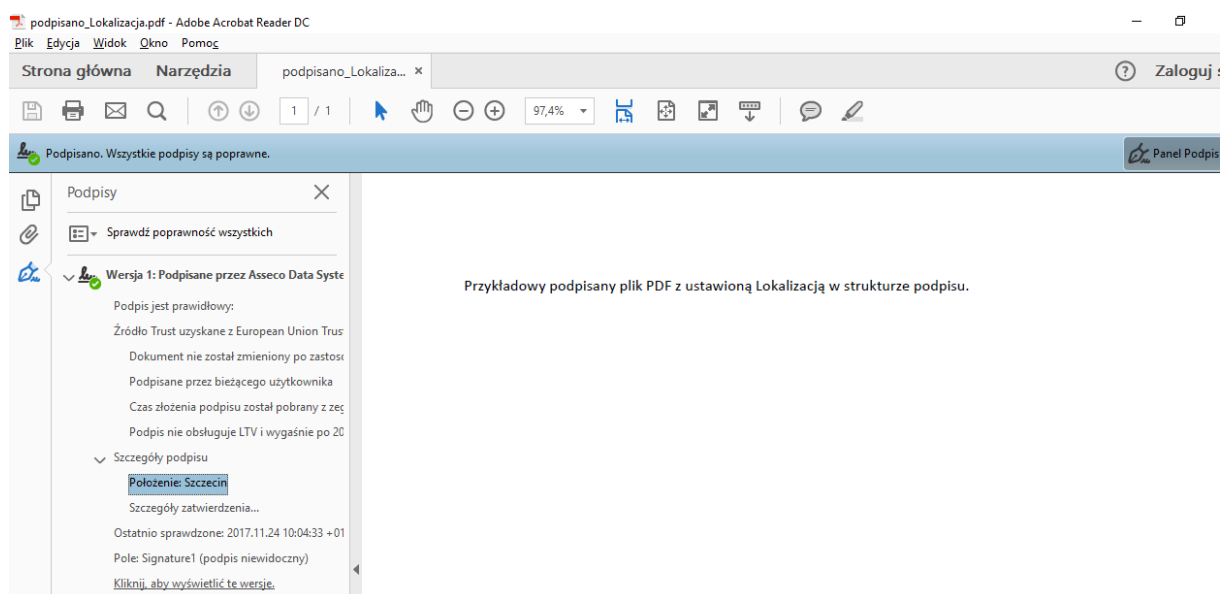 podpisano_Lokalizacja.pdf - Adobe Acrobat Reader DC
Plik Edycja Widok Okno Pomoc
Strona główna Narzędzia podpisano_Lokaliza... × ? Zaloguj s
1 / 1 97,4%
Podpisano. Wszystkie podpisy są poprawne. Panel Podpis
Podpisy
Sprawdź poprawność wszystkich
Wersja 1: Podpisane przez Asseco Data Syste
Podpis jest prawidłowy:
Źródło Trust uzyskane z European Union Trus
Dokument nie został zmieniony po zastoso
Podpisane przez bieżącego użytkownika
Czas złożenia podpisu został pobrany z zeg
Podpis nie obsługuje LTV i wygaśnie po 20
Szczegóły podpisu
Położenie: Szczecin
Szczegóły zatwierdzenia...
Ostatnio sprawdzone: 2017.11.24 10:04:33 +01
Pole: Signature1 (podpis niewidoczny)
Kliknij, aby wyświetlić te wersje.
Przykładowy podpisany plik PDF z ustawioną Lokalizacją w strukturze podpisu.